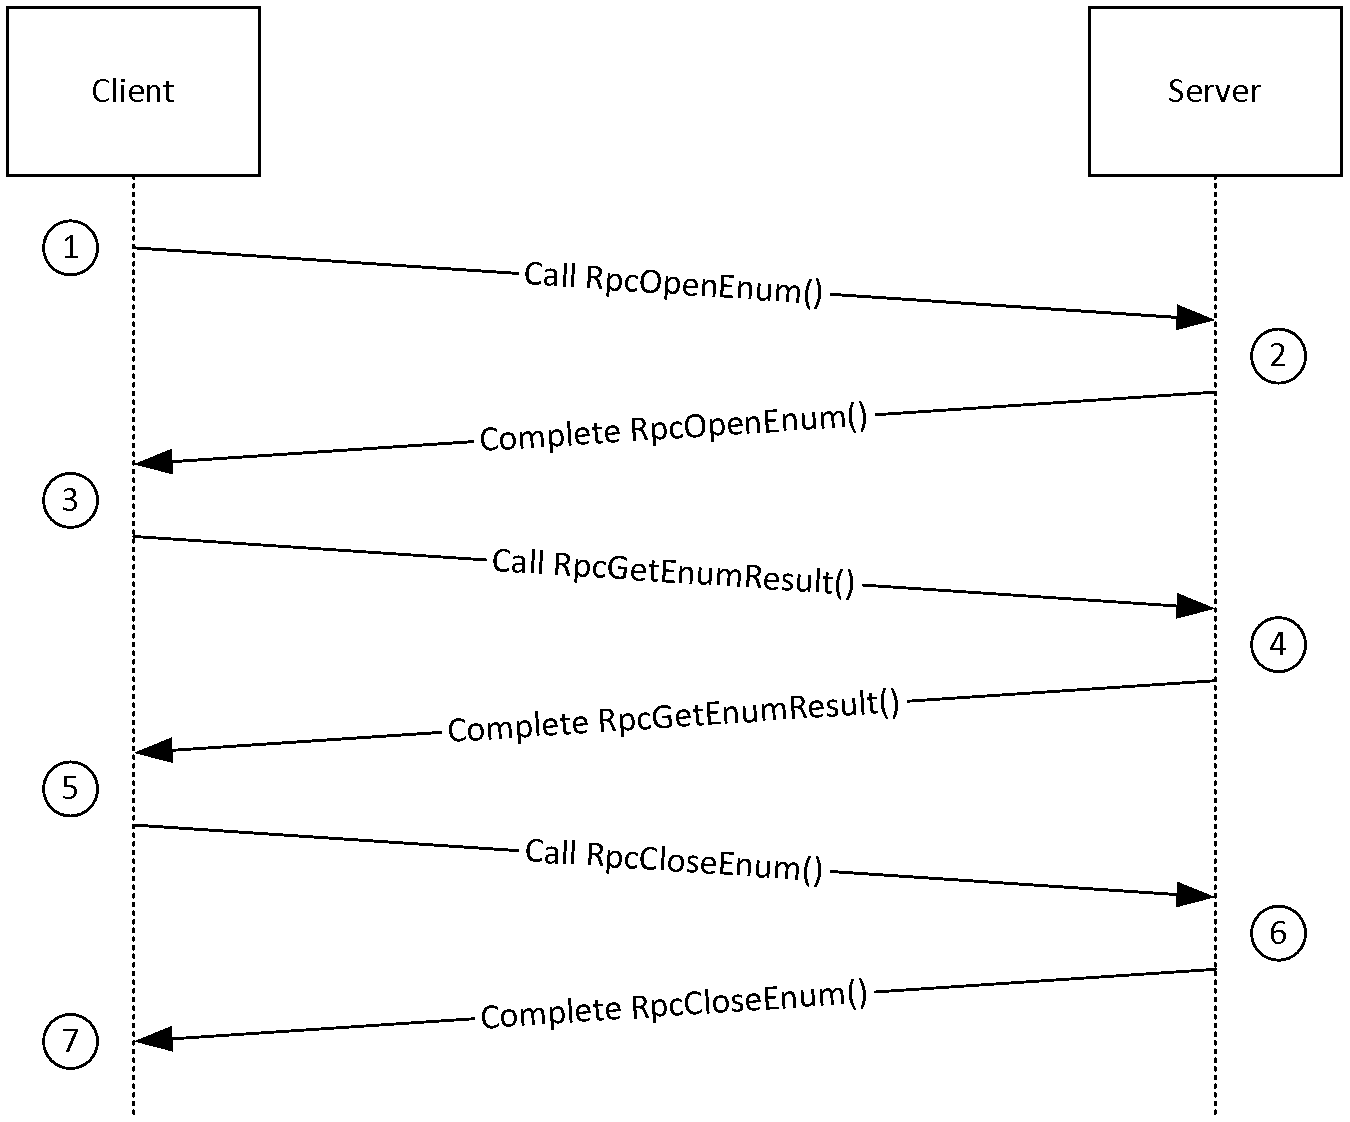 Client
Server
1
Call RpcOpenEnum()
2
Complete RpcOpenEnum()
3
Call RpcGetEnumResult()
4
Complete RpcGetEnumResult()
5
Call RpcCloseEnum()
6
Complete RpcCloseEnum()
7